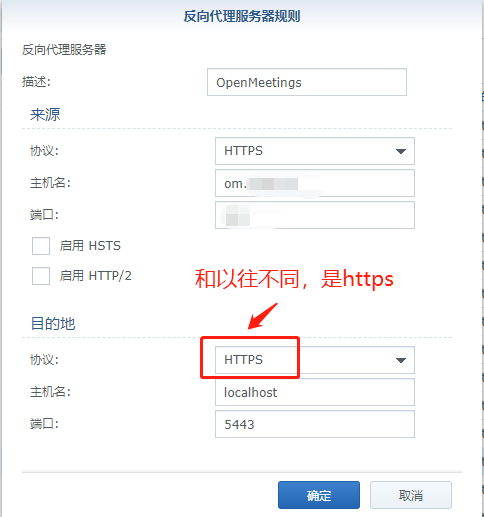 反向代理服务器规则
反向代理服务器
描述: OpenMeetings
来源
协议: HTTPS
主机名: om.
端口:
启用 HSTS
启用 HTTP/2
和以往不同，是https
目的地
协议: HTTPS
主机名: localhost
端口: 5443
确定 取消